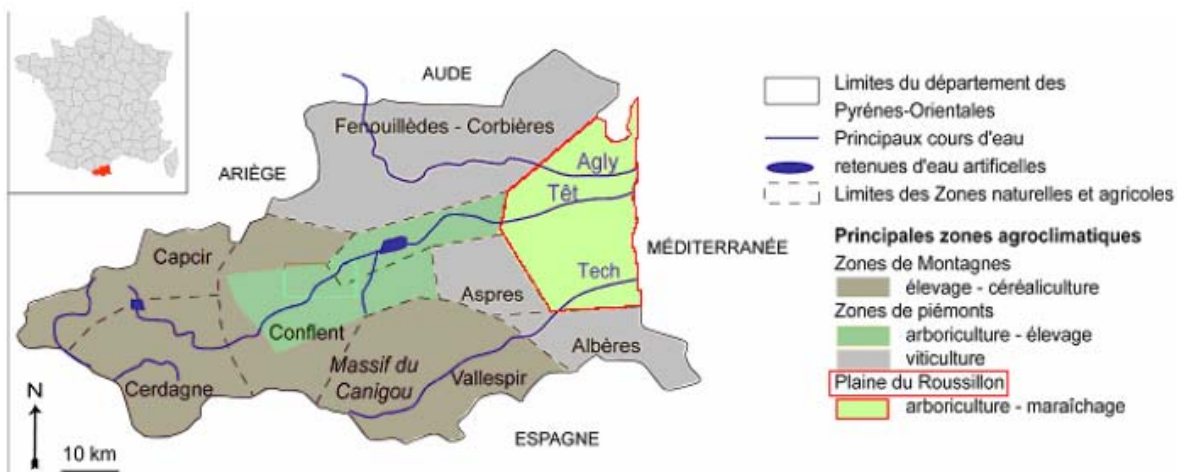 AUDE
Fenouillèdes - Corbières
ARIÈGE
Agly
Têt
MÉDITERRANÉE
Capcir
Tech
Aspres
Conflent
Albères
Massif du
Canigou
Vallespir
Cerdagne
N
ESPAGNE
10 km
Limites du département des
Pyrénes-Orientales
Principaux cours d'eau
retenues d'eau artificelles
Limites des Zones naturelles et agricoles
Principales zones agroclimatiques
Zones de Montagnes
élevage - céréaliculture
Zones de piémonts
arboriculture - élevage
viticulture
Plaine du Roussillon
arboriculture - maraîchage